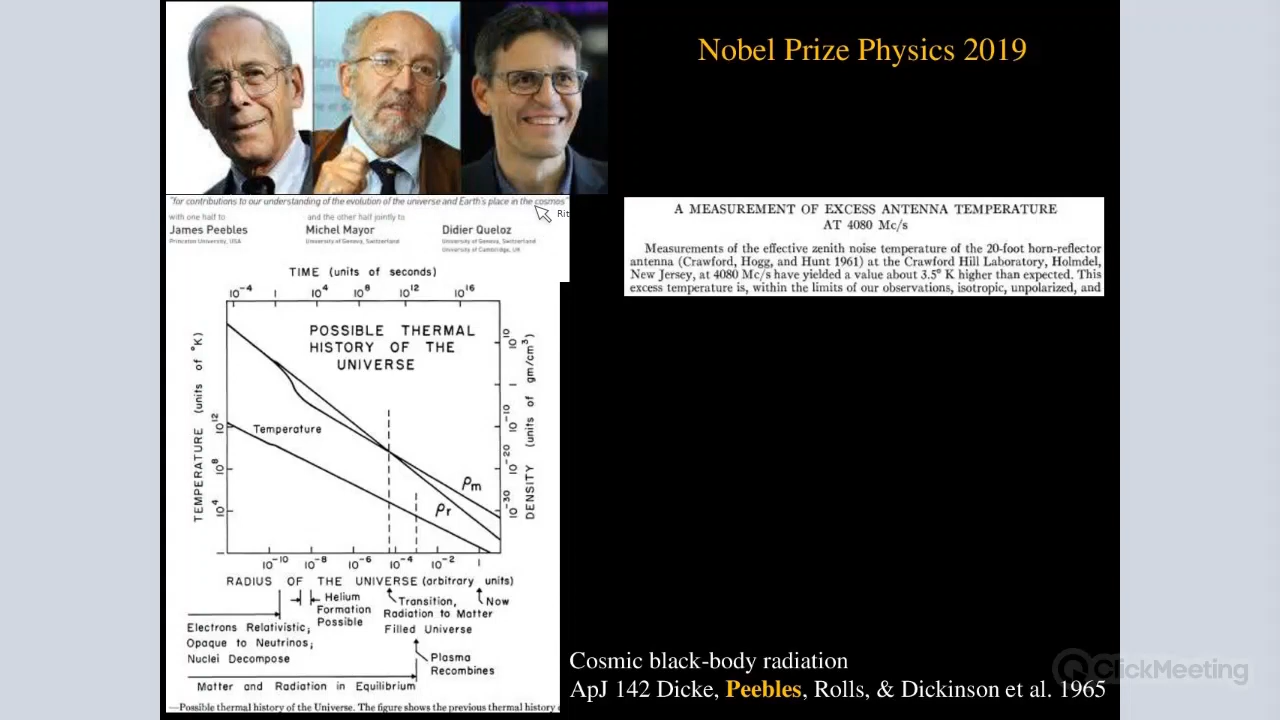 Nobel Prize Physics 2019
"for contributions to our understanding of the evolution of the universe and Earth's place in the cosmos"
Rit
with one half to
James Peebles
Princeton University, USA
and the other half jointly to
Michel Mayor
University of Geneva, Switzerland
Didier Queloz
University of Geneva, Switzerland
University of Cambridge, UK
A MEASUREMENT OF EXCESS ANTENNA TEMPERATURE
AT 4080 Mc/s
Measurements of the effective zenith noise temperature of the 20-foot horn-reflector
antenna (Crawford, Hogg, and Hunt 1961) at the Crawford Hill Laboratory, Holmdel,
New Jersey, at 4080 Mc/s have yielded a value about 3.5° K higher than expected. This
excess temperature is, within the limits of our observations, isotropic, unpolarized, and
TIME (units of seconds)
10⁻⁴ 1 10⁴ 10⁸ 10¹² 10¹⁶
POSSIBLE THERMAL
HISTORY OF THE
UNIVERSE
TEMPERATURE (units of °K)
10¹²
10⁸
10⁴
Temperature
ρm
ρr
10¹⁰
1
10⁻¹⁰
10⁻²⁰
10⁻³⁰
DENSITY (units of gm/cm³)
10⁻¹⁰ 10⁻⁸ 10⁻⁶ 10⁻⁴ 10⁻² 1
RADIUS OF THE UNIVERSE (arbitrary units)
Helium
Formation
Possible
Transition,
Radiation to Matter
Filled Universe
Now
Electrons Relativistic;
Opaque to Neutrinos;
Nuclei Decompose
Plasma
Recombines
Matter and Radiation in Equilibrium
—Possible thermal history of the Universe. The figure shows the previous thermal history
Cosmic black-body radiation
ApJ 142 Dicke, Peebles, Rolls, & Dickinson et al. 1965
ClickMeeting